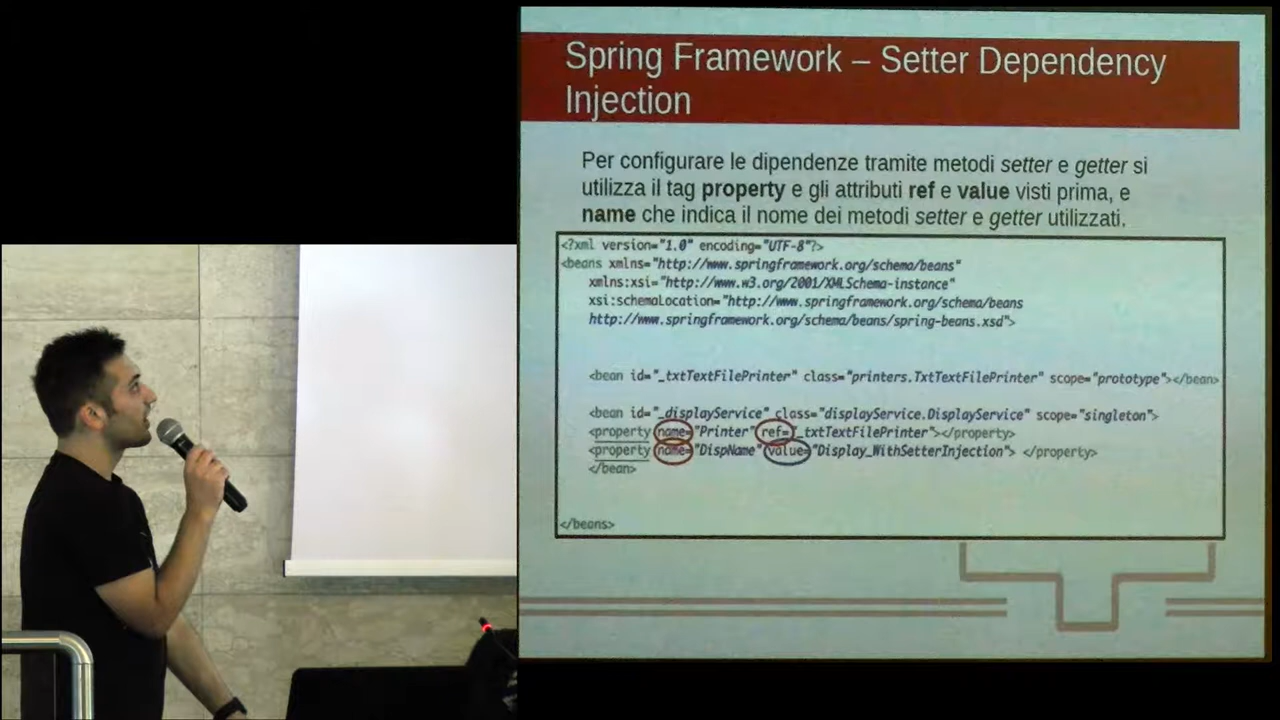 Spring Framework – Setter Dependency
Injection
Per configurare le dipendenze tramite metodi setter e getter si
utilizza il tag property e gli attributi ref e value visti prima, e
name che indica il nome dei metodi setter e getter utilizzati.
<?xml version="1.0" encoding="UTF-8"?>
<beans xmlns="http://www.springframework.org/schema/beans"
xmlns:xsi="http://www.w3.org/2001/XMLSchema-instance"
xsi:schemaLocation="http://www.springframework.org/schema/beans
http://www.springframework.org/schema/beans/spring-beans.xsd">
<bean id="_txtTextFilePrinter" class="printers.TxtTextFilePrinter" scope="prototype"></bean>
<bean id="_displayService" class="displayService.DisplayService" scope="singleton">
<property name="Printer" ref="_txtTextFilePrinter"></property>
<property name="DispName" value="Display_WithSetterInjection"> </property>
</bean>
</beans>